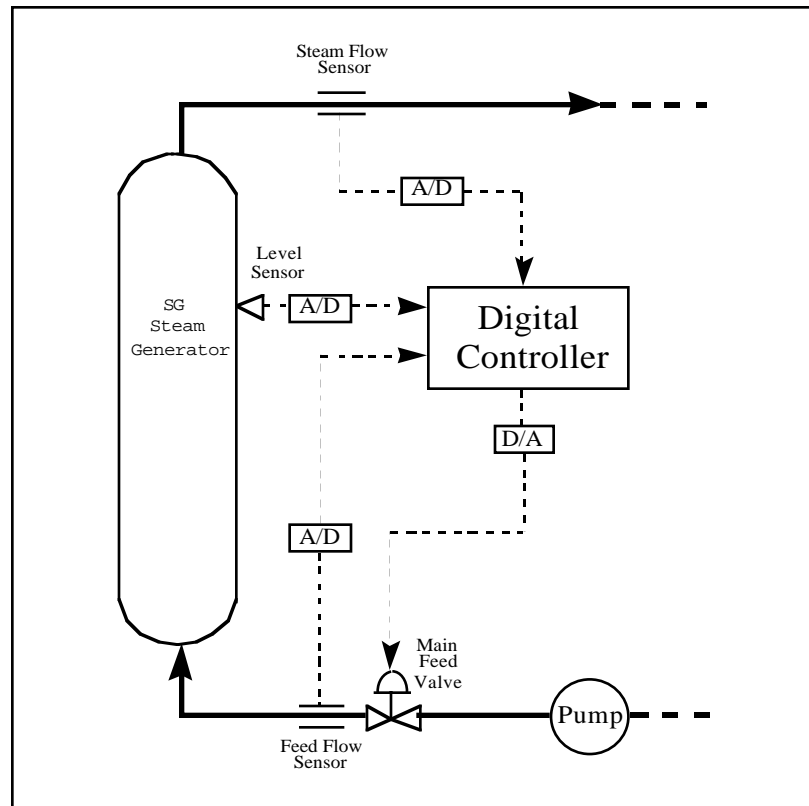 Steam Flow
Sensor
A/D
Level
Sensor
SG
Steam
Generator
A/D
Digital
Controller
D/A
A/D
Main
Feed
Valve
Pump
Feed Flow
Sensor